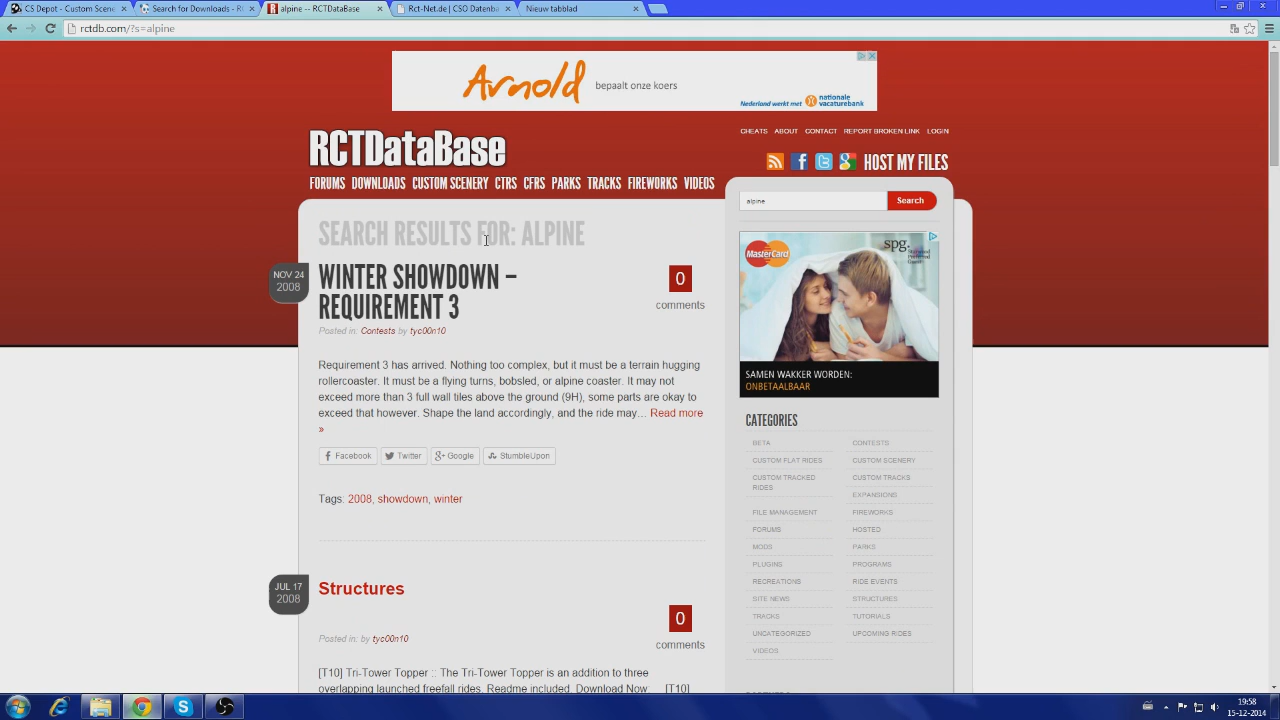 CS Depot - Custom Scenery
[Download] - Search Results
alpine
RCTDataBase
Rct-Net.de | CSO for Downl
Nieuw tabblad
rctdb.com/?s=alpine
Arnold bepaalt onze koers
Nederland werkt met nationale vacaturebank
CHEATS ABOUT CONTACT REPORT BROKEN LINK LOGIN
RCTDataBase
HOST MY FILES
FORUMS DOWNLOADS CUSTOM SCENERY CTRS CFRS PARKS TRACKS FIREWORKS VIDEOS
alpine Search
SEARCH RESULTS FOR: ALPINE
NOV 24
2008
WINTER SHOWDOWN –
REQUIREMENT 3
0
comments
Posted in: Contests by tyc00n10
Requirement 3 has arrived. Nothing too complex, but it must be a terrain hugging
rollercoaster. It must be a flying turns, bobsled, or alpine coaster. It may not
exceed more than 3 full wall tiles above the ground (9H), some parts are okay to
exceed that however. Shape the land accordingly, and the ride may… Read more
»
Facebook Twitter Google StumbleUpon
Tags: 2008, showdown, winter
JUL 17
2008
Structures
0
comments
Posted in: by tyc00n10
[T10] Tri-Tower Topper :: The Tri-Tower Topper is an addition to three
overlapping launched freefall rides. Readme included. Download Now: [T10]
MasterCard
spg.
SAMEN WAKKER WORDEN:
ONBETAALBAAR
CATEGORIES
BETA CONTESTS
CUSTOM FLAT RIDES CUSTOM SCENERY
CUSTOM TRACKED RIDES CUSTOM TRACKS
EXPANSIONS
FILE MANAGEMENT FIREWORKS
FORUMS HOSTED
MODS PARKS
PLUGINS PROGRAMS
RECREATIONS RIDE EVENTS
SITE NEWS STRUCTURES
TRACKS TUTORIALS
UNCATEGORIZED UPCOMING RIDES
VIDEOS
19:58
15-12-2014